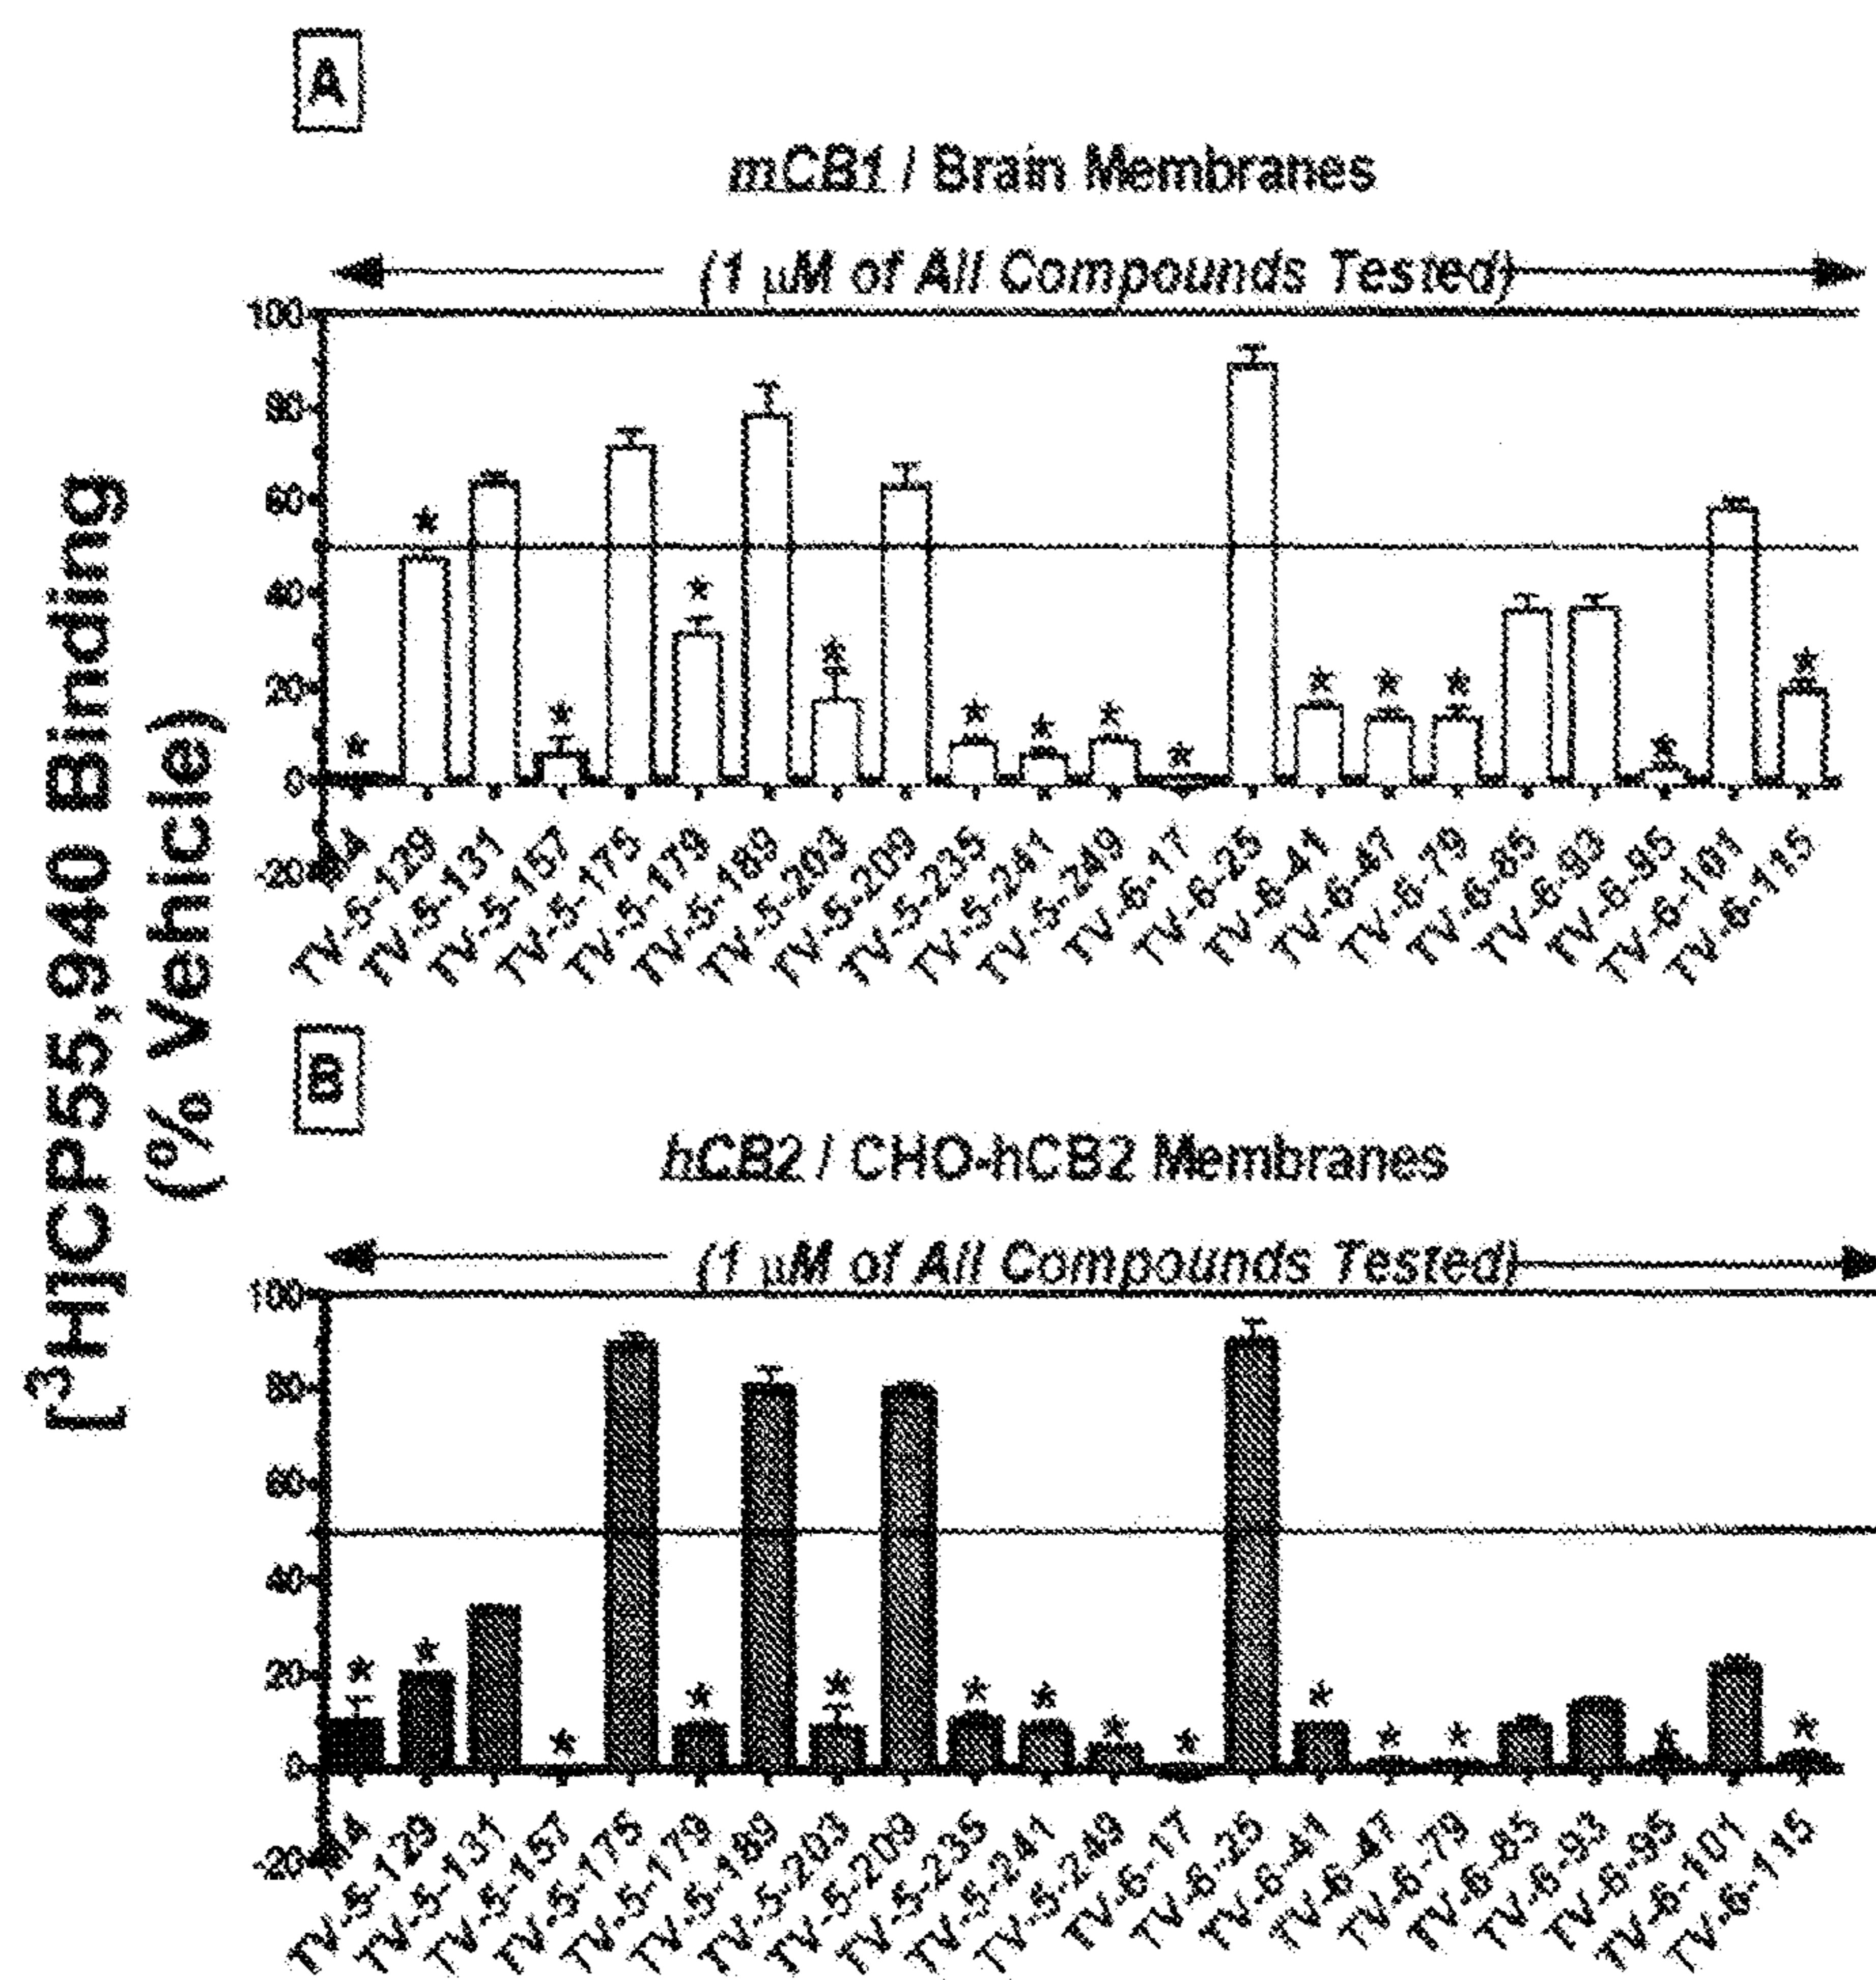 [³H]CP55,940 Binding
(% Vehicle)
A
mCB1 / Brain Membranes
(1 µM of All Compounds Tested)
100
80
60
40
20
0
-20
TV-5-129
TV-5-131
TV-5-157
TV-5-175
TV-5-179
TV-5-189
TV-5-203
TV-5-209
TV-5-235
TV-5-241
TV-5-249
TV-6-17
TV-6-25
TV-6-41
TV-6-47
TV-6-79
TV-6-85
TV-6-93
TV-6-95
TV-6-101
TV-6-115
B
hCB2 / CHO-hCB2 Membranes
(1 µM of All Compounds Tested)
100
80
60
40
20
0
-20
TV-5-129
TV-5-131
TV-5-157
TV-5-175
TV-5-179
TV-5-189
TV-5-203
TV-5-209
TV-5-235
TV-5-241
TV-5-249
TV-6-17
TV-6-25
TV-6-41
TV-6-47
TV-6-79
TV-6-85
TV-6-93
TV-6-95
TV-6-101
TV-6-115